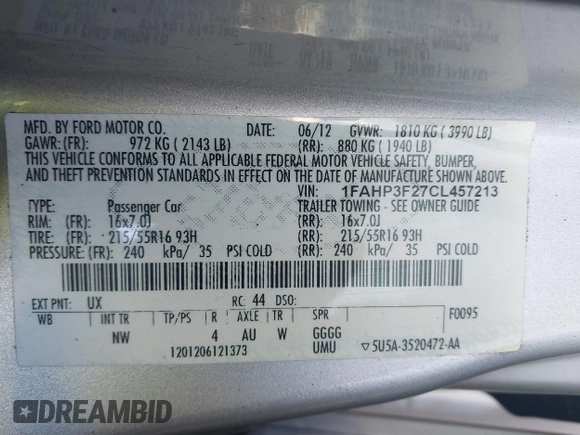 MFD. BY FORD MOTOR CO.    DATE:    06/12    GVWR:    1810 KG ( 3990 LB)
GAWR:(FR):    972 KG ( 2143 LB)    (RR):    880 KG ( 1940 LB)
THIS VEHICLE CONFORMS TO ALL APPLICABLE FEDERAL MOTOR VEHICLE SAFETY, BUMPER,
AND THEFT PREVENTION STANDARDS IN EFFECT ON THE DATE OF MANUFACTURE SHOWN ABOVE.
VIN:    1FAHP3F27CL457213
TYPE:    Passenger Car    TRAILER TOWING - SEE OWNER GUIDE
RIM:    (FR):    16x7.0J    (RR):    16x7.0J
TIRE:    (FR):    215/55R16 93H    (RR):    215/55R16 93H
PRESSURE:(FR):    240    kPa/    35    PSI COLD    (RR):    240    kPa/    35    PSI COLD
EXT PNT:    UX    RC: 44    DSO:
WB    INT TR    TP/PS    R    AXLE    TR    SPR    F0095
NW    4    AU    W    GGGG
1201206121373    UMU    ▽5U5A-3520472-AA
DREAMBID